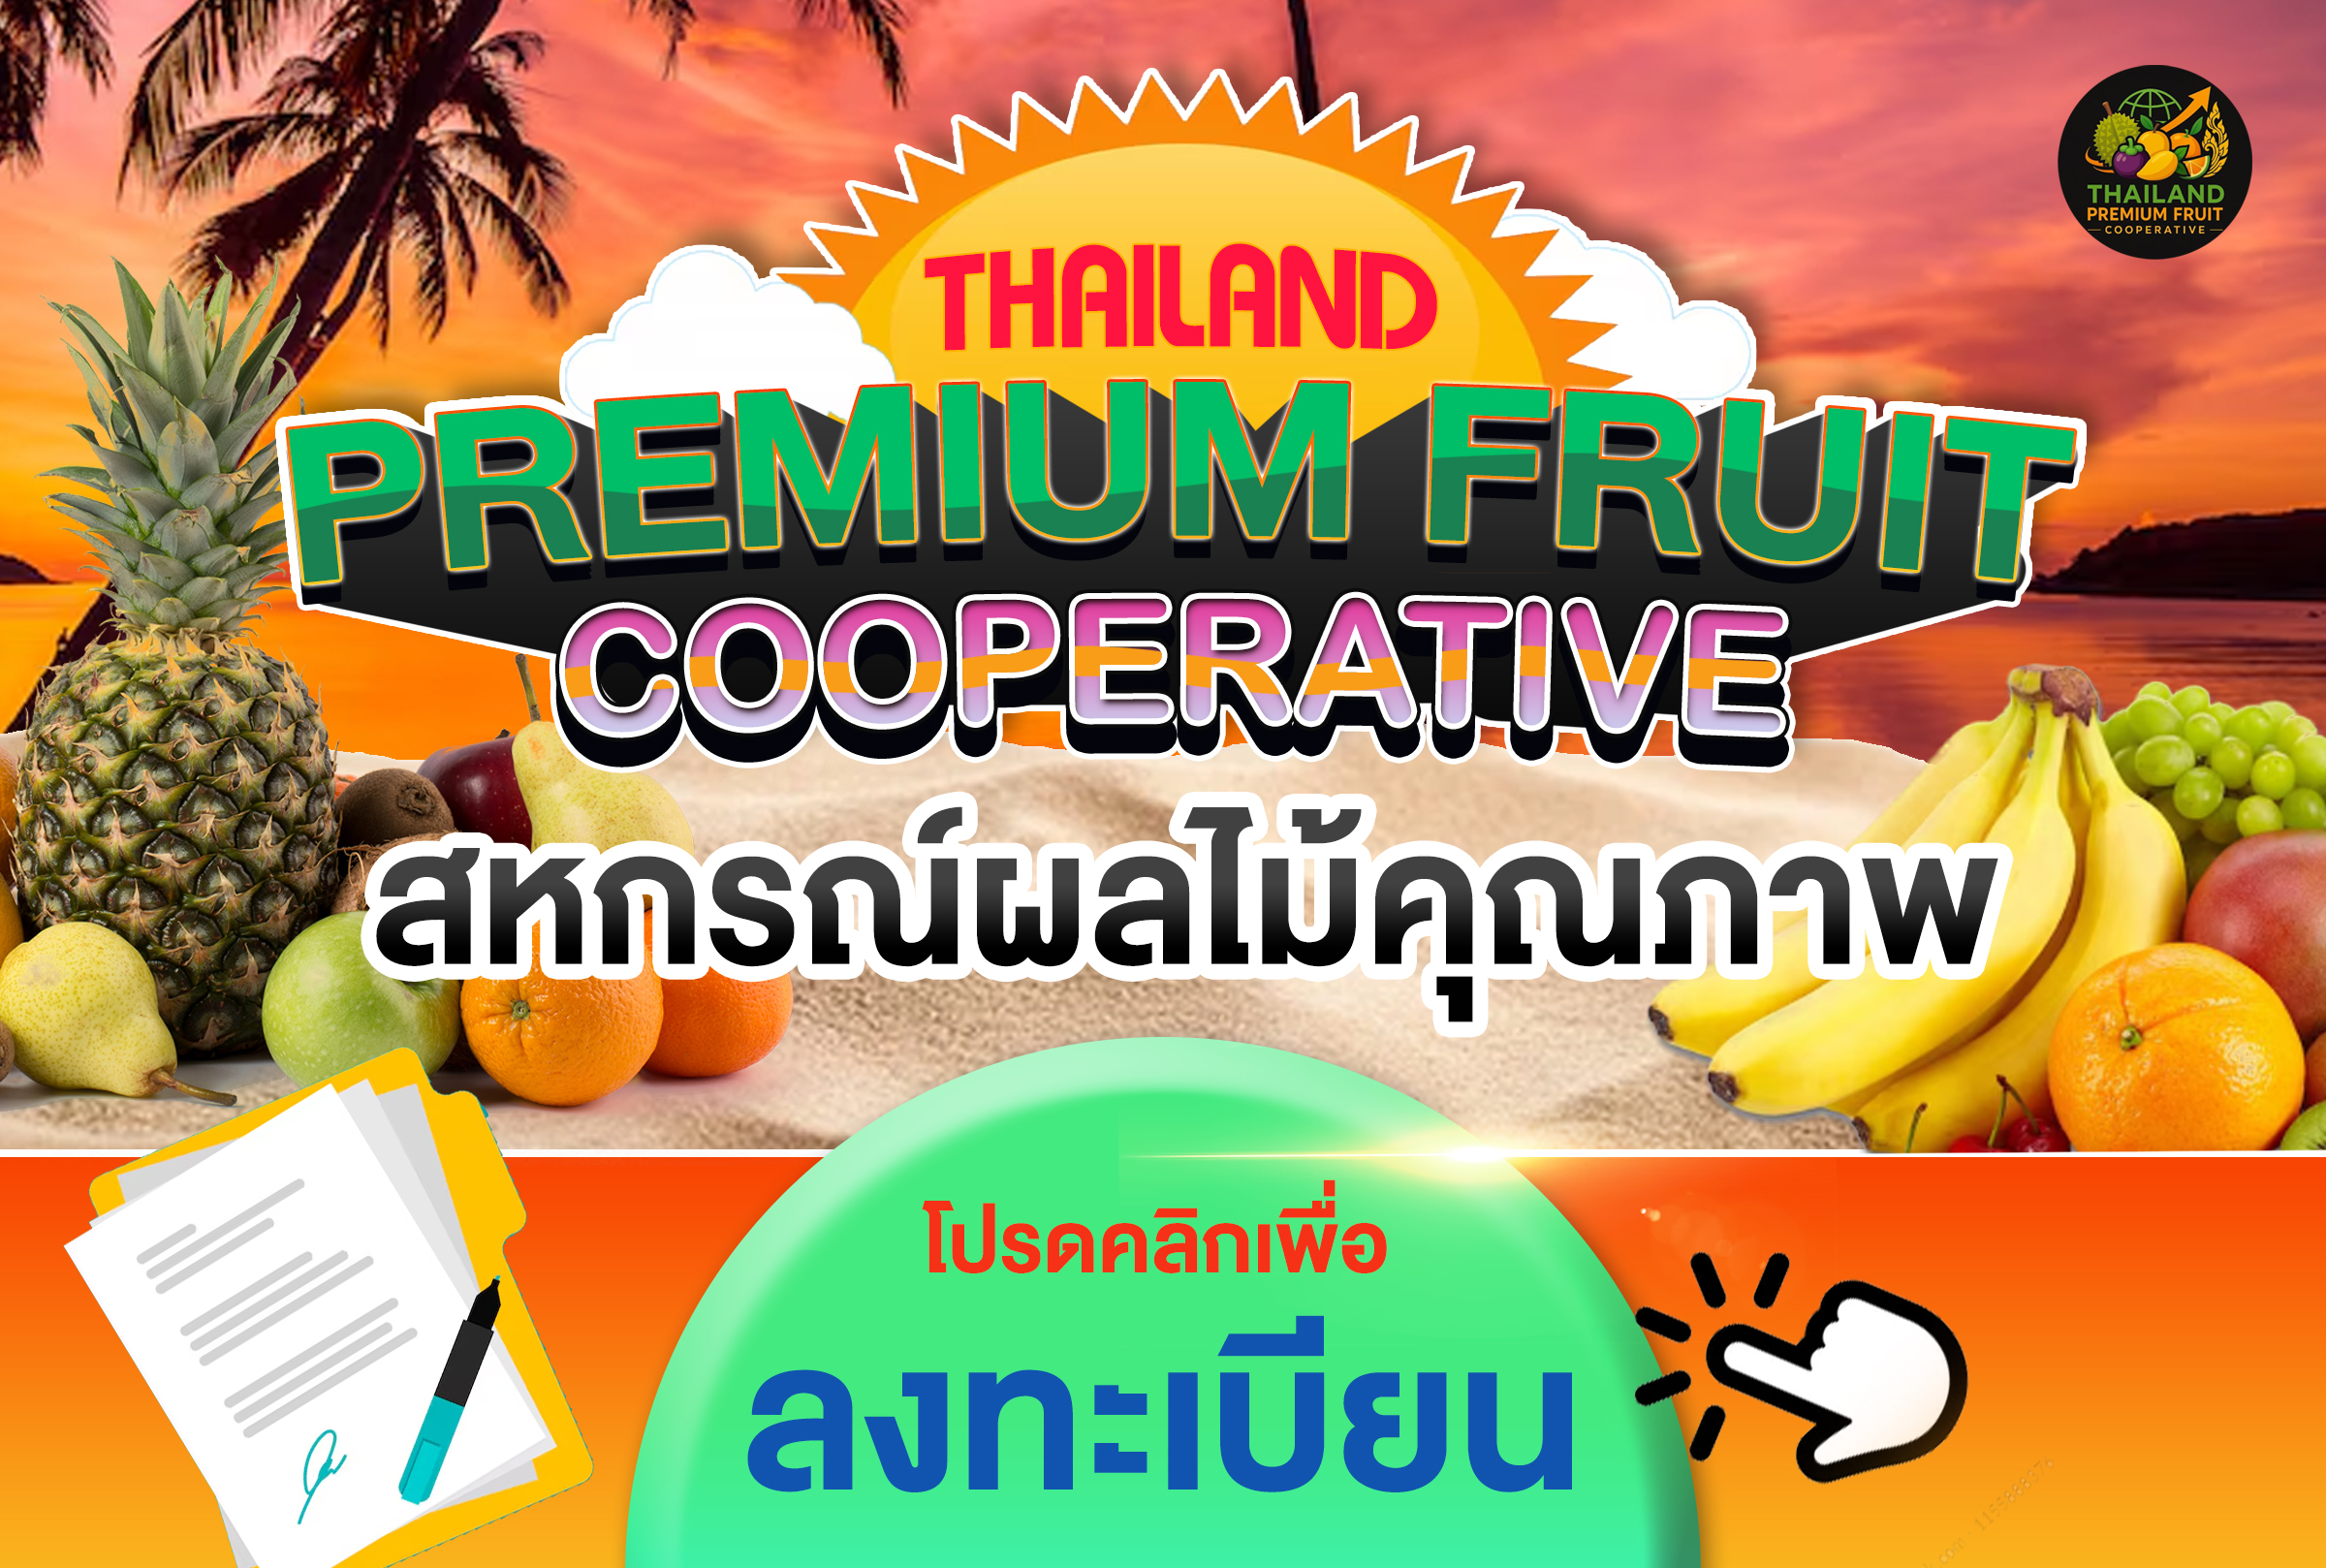 THAILAND
PREMIUM FRUIT
COOPERATIVE
THAILAND
PREMIUM FRUIT
COOPERATIVE
สหกรณ์ผลไม้คุณภาพ
โปรดคลิกเพื่อ
ลงทะเบียน